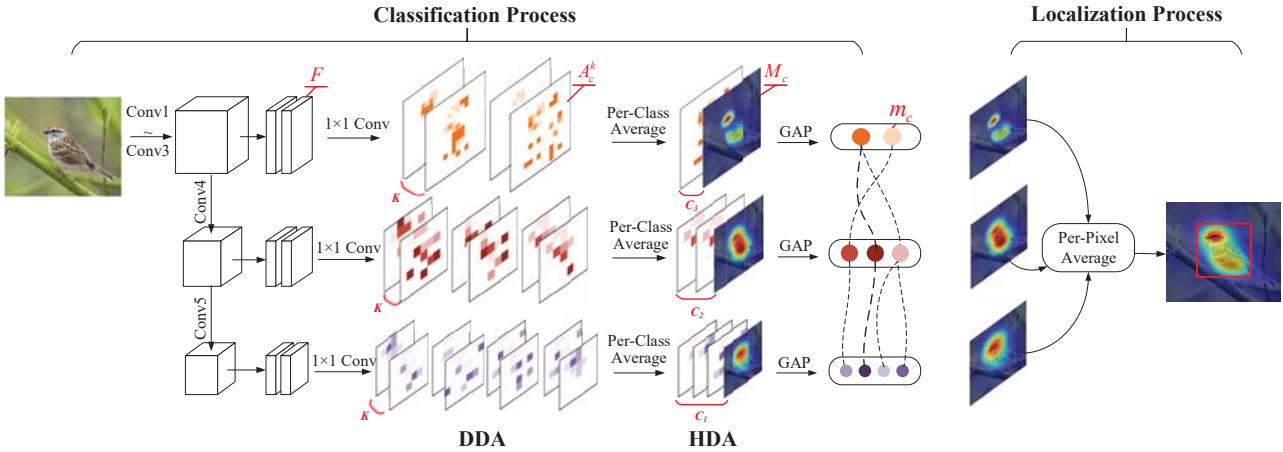 Classification Process
Localization Process
Conv1
~
Conv3
F
1×1 Conv
A_c^k
K
Per-Class
Average
M_c
C_3
GAP
m_c
Conv4
1×1 Conv
K
Per-Class
Average
C_2
GAP
Per-Pixel
Average
Conv5
1×1 Conv
K
Per-Class
Average
C_1
GAP
DDA
HDA